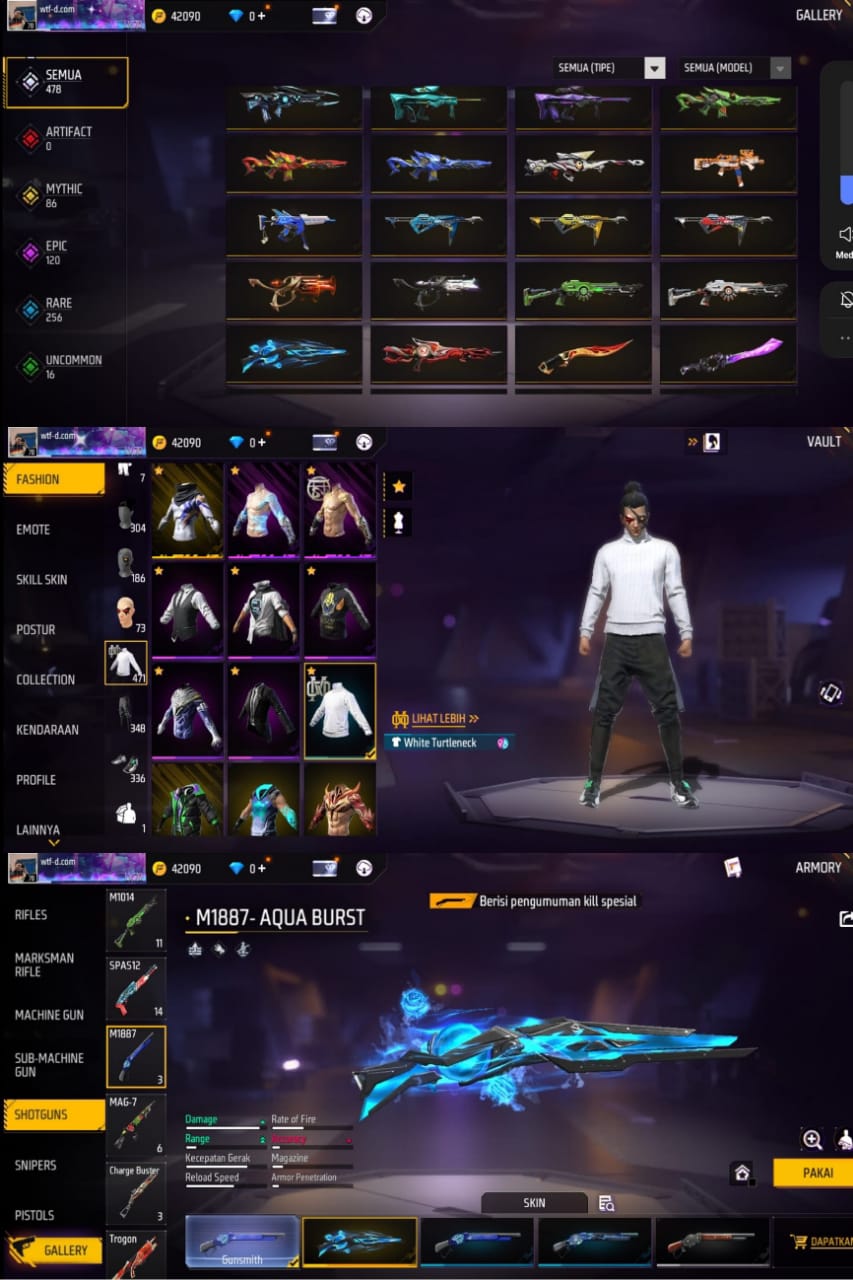 wtf-d.com
42090
0+
GALLERY
SEMUA
478
SEMUA (TIPE)
SEMUA (MODEL)
ARTIFACT
0
MYTHIC
86
EPIC
120
RARE
256
UNCOMMON
16
Med
wtf-d.com
42090
0+
VAULT
FASHION
7
EMOTE
304
SKILL SKIN
186
POSTUR
73
COLLECTION
471
KENDARAAN
348
PROFILE
336
LAINNYA
1
LIHAT LEBIH
White Turtleneck
wtf-d.com
42090
0+
ARMORY
RIFLES
MARKSMAN
RIFLE
MACHINE GUN
SUB-MACHINE
GUN
SHOTGUNS
SNIPERS
PISTOLS
GALLERY
M1014
11
SPAS12
14
M1887
3
MAG-7
6
Charge Buster
3
Trogon
M1887- AQUA BURST
Berisi pengumuman kill spesial
Damage
Rate of Fire
Range
Accuracy
Kecepatan Gerak
Magazine
Reload Speed
Armor Penetration
PAKAI
SKIN
Gunsmith
DAPATKAN